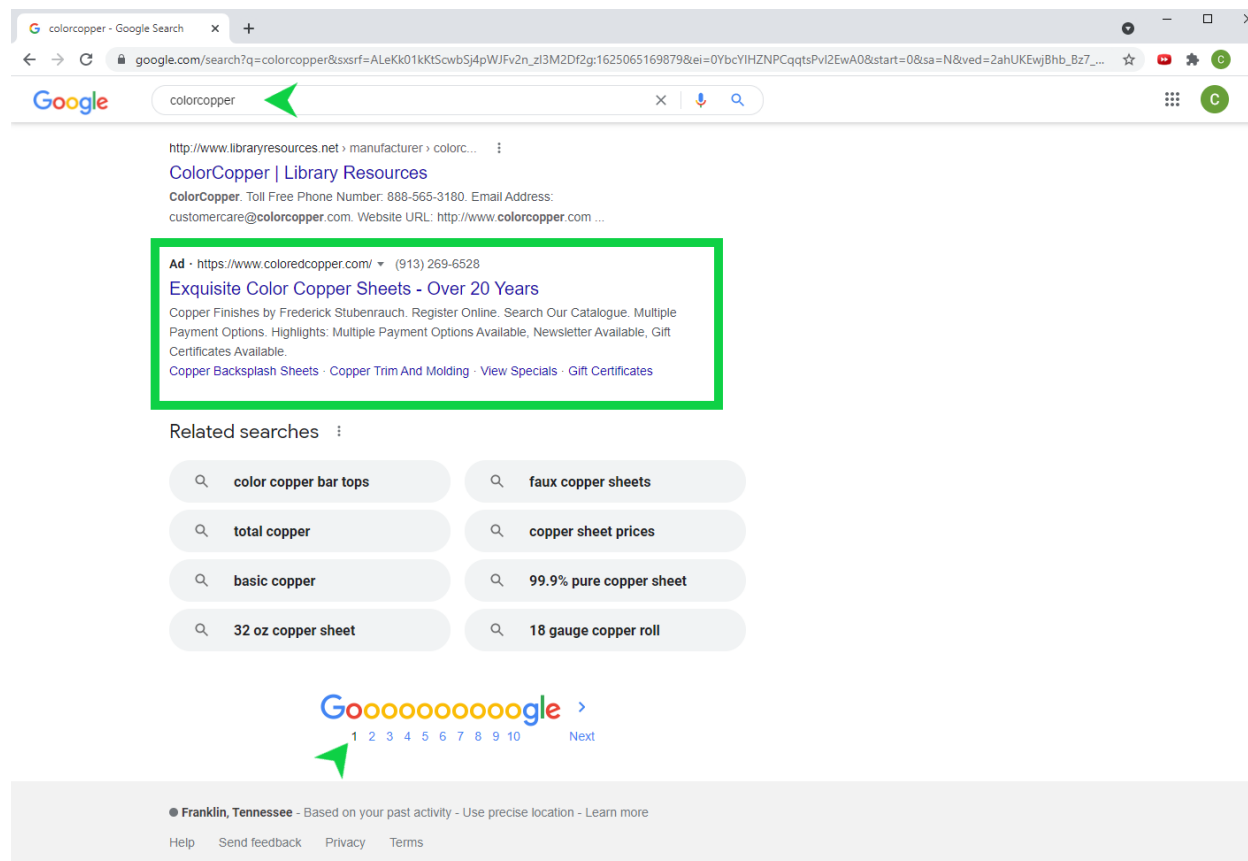 colorcopper - Google Search
google.com/search?q=colorcopper&sxsrf=ALeKk01kKtScwbSj4pWJFv2n_zI3M2Df2g:1625065169879&ei=0YbcYIHZNPCqqtsPvI2EwA0&start=0&sa=N&ved=2ahUKEwjBhb_Bz7_...
C
Google
colorcopper
C
http://www.libraryresources.net › manufacturer › colorc...
ColorCopper | Library Resources
ColorCopper. Toll Free Phone Number: 888-565-3180. Email Address:
customercare@colorcopper.com. Website URL: http://www.colorcopper.com ...
Ad · https://www.coloredcopper.com/ (913) 269-6528
Exquisite Color Copper Sheets - Over 20 Years
Copper Finishes by Frederick Stubenrauch. Register Online. Search Our Catalogue. Multiple
Payment Options. Highlights: Multiple Payment Options Available, Newsletter Available, Gift
Certificates Available.
Copper Backsplash Sheets · Copper Trim And Molding · View Specials · Gift Certificates
Related searches
color copper bar tops
faux copper sheets
total copper
copper sheet prices
basic copper
99.9% pure copper sheet
32 oz copper sheet
18 gauge copper roll
Goooooooooogle
1 2 3 4 5 6 7 8 9 10 Next
Franklin, Tennessee - Based on your past activity - Use precise location - Learn more
Help Send feedback Privacy Terms